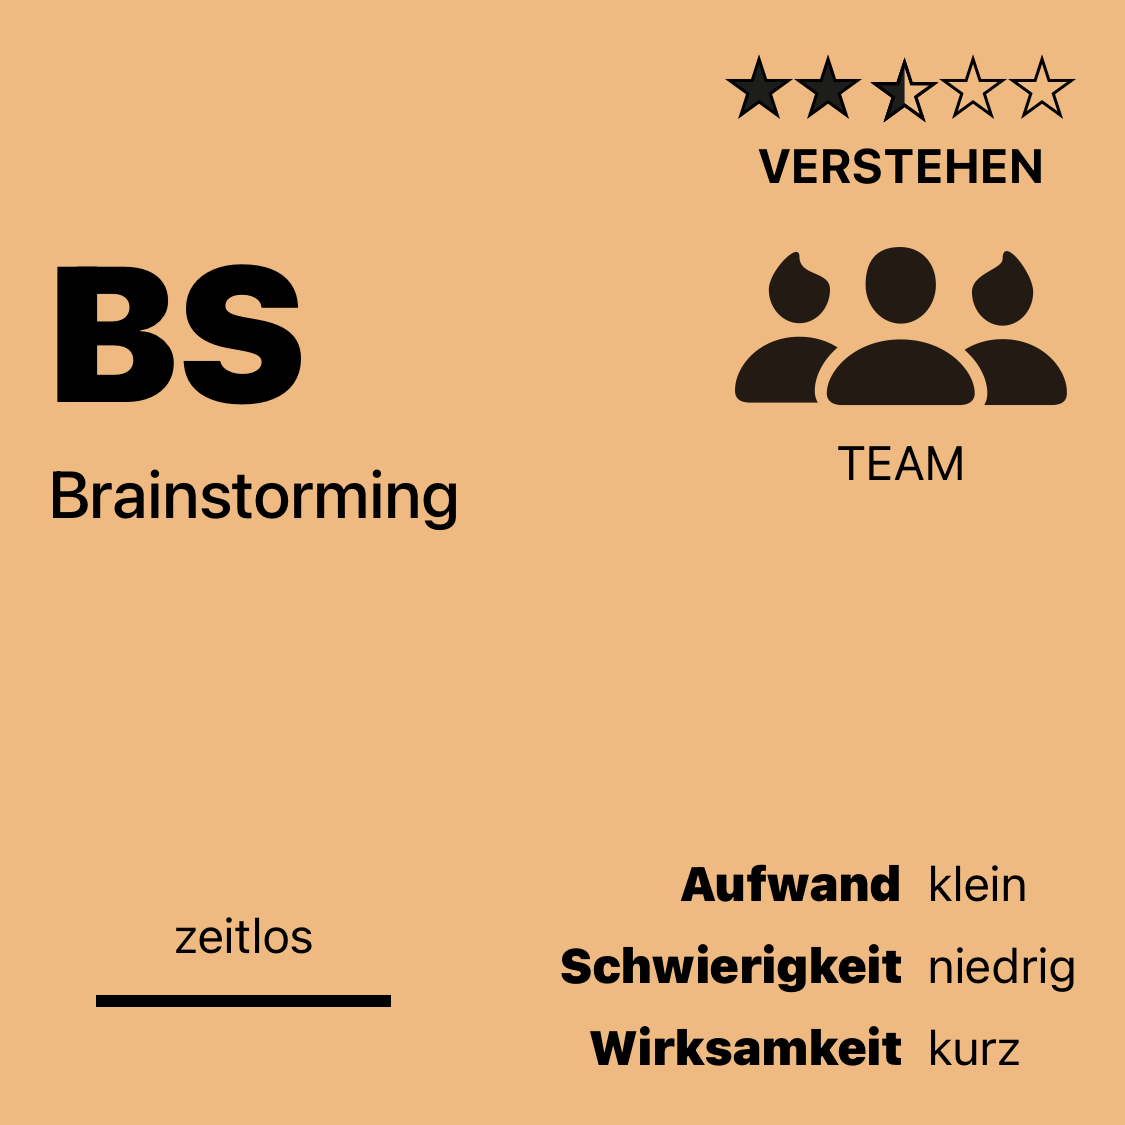 VERSTEHEN
BS
Brainstorming
TEAM
zeitlos
Aufwand klein
Schwierigkeit niedrig
Wirksamkeit kurz